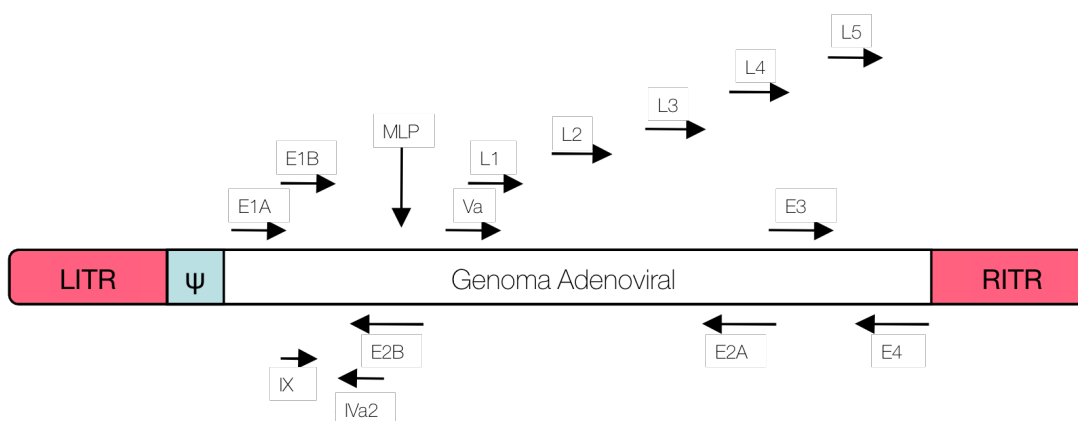 L5
L4
L3
MLP
L2
E1B
L1
E1A
Va
E3
LITR
ψ
Genoma Adenoviral
RITR
E2B
E2A
E4
IX
IVa2